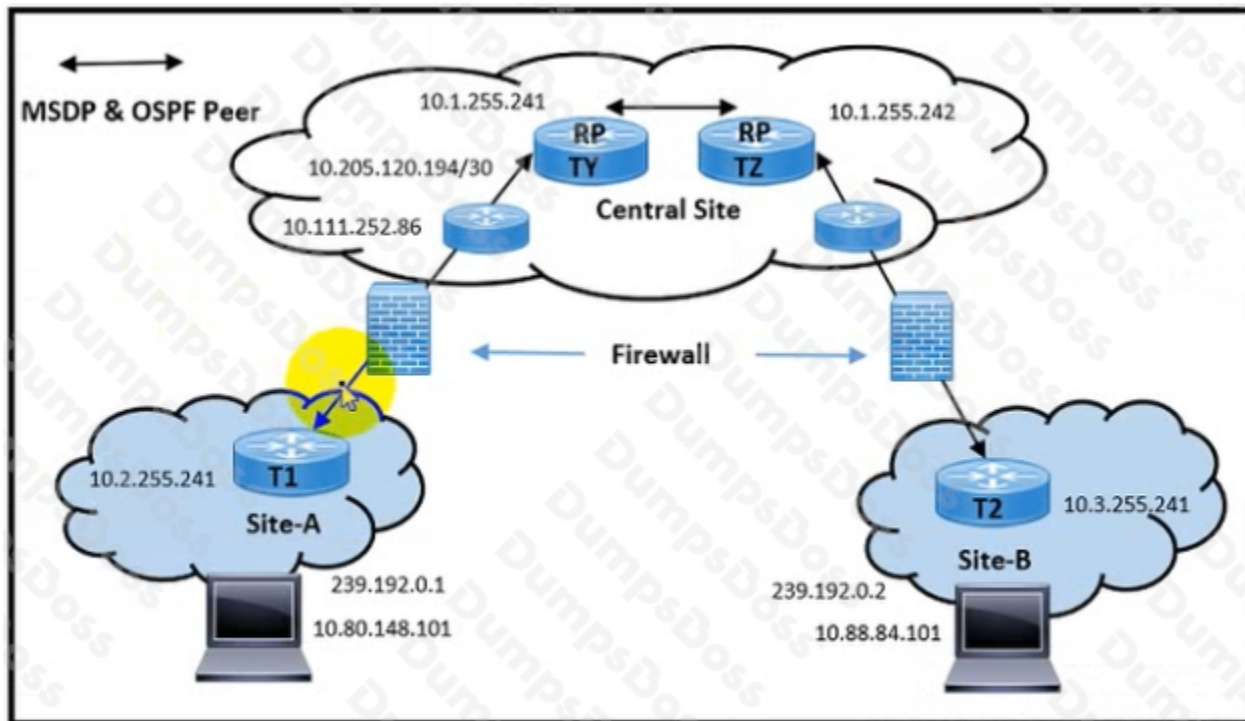 MSDP & OSPF Peer
10.1.255.241
RP
TY
RP
TZ
10.1.255.242
10.205.120.194/30
Central Site
10.111.252.86
Firewall
T1
10.2.255.241
Site-A
T2
10.3.255.241
Site-B
239.192.0.1
10.80.148.101
239.192.0.2
10.88.84.101
DumpsDoss